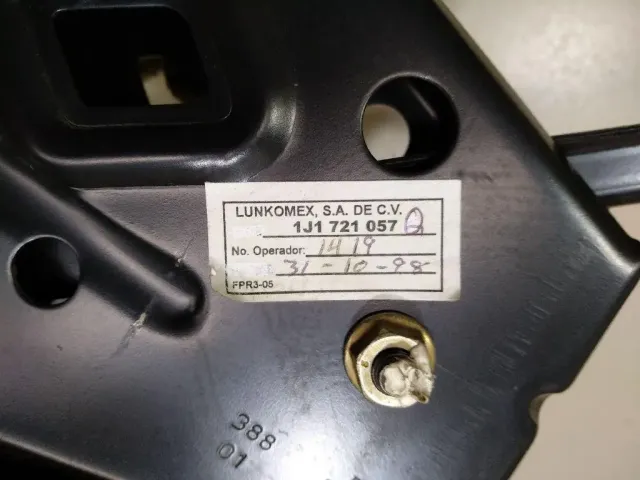 LUNKOMEX, S.A. DE C.V.
1J1 721 057 Q
No. Operador: 1419
31-10-98
FPR3-05
388
01